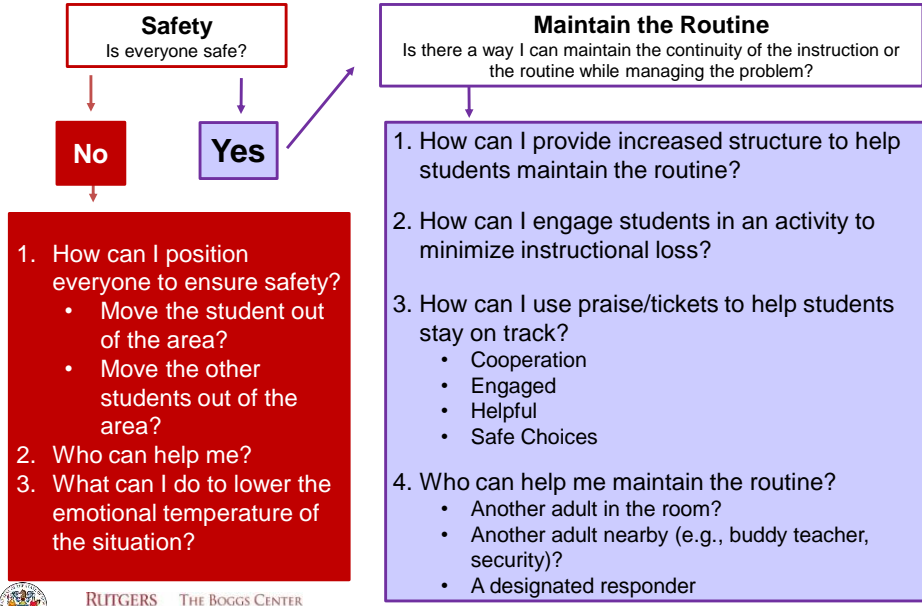 Safety
Is everyone safe?
No
Yes
1. How can I position
everyone to ensure safety?
• Move the student out
of the area?
• Move the other
students out of the
area?
2. Who can help me?
3. What can I do to lower the
emotional temperature of
the situation?
Maintain the Routine
Is there a way I can maintain the continuity of the instruction or
the routine while managing the problem?
1. How can I provide increased structure to help
students maintain the routine?
2. How can I engage students in an activity to
minimize instructional loss?
3. How can I use praise/tickets to help students
stay on track?
• Cooperation
• Engaged
• Helpful
• Safe Choices
4. Who can help me maintain the routine?
• Another adult in the room?
• Another adult nearby (e.g., buddy teacher,
security)?
• A designated responder
RUTGERS THE BOGGS CENTER